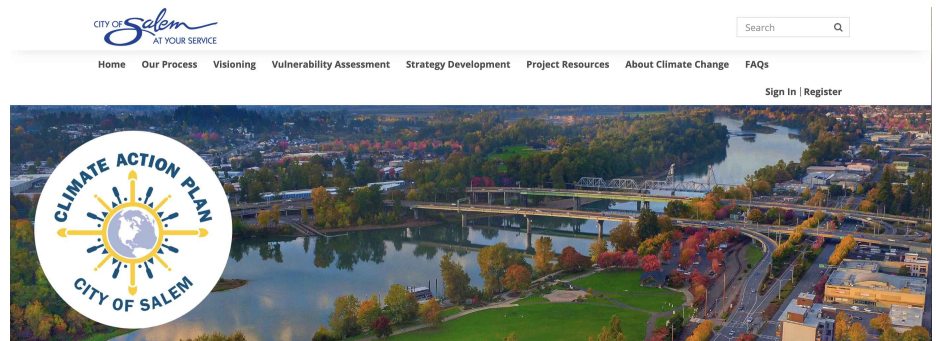 CITY OF Salem
AT YOUR SERVICE
Search
Home Our Process Visioning Vulnerability Assessment Strategy Development Project Resources About Climate Change FAQs
Sign In | Register
CLIMATE ACTION PLAN
CITY OF SALEM